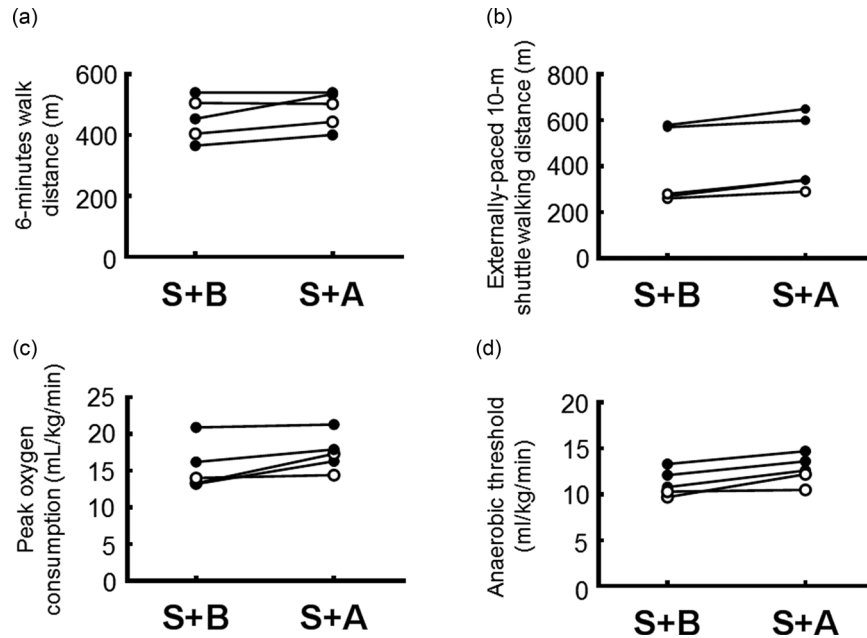 (a)
6-minutes walk
distance (m)
600
400
200
0
S+B
S+A
(b)
Externally-paced 10-m
shuttle walking distance (m)
800
600
400
200
0
S+B
S+A
(c)
Peak oxygen
consumption (mL/kg/min)
25
20
15
10
5
0
S+B
S+A
(d)
Anaerobic threshold
(ml/kg/min)
20
15
10
5
0
S+B
S+A